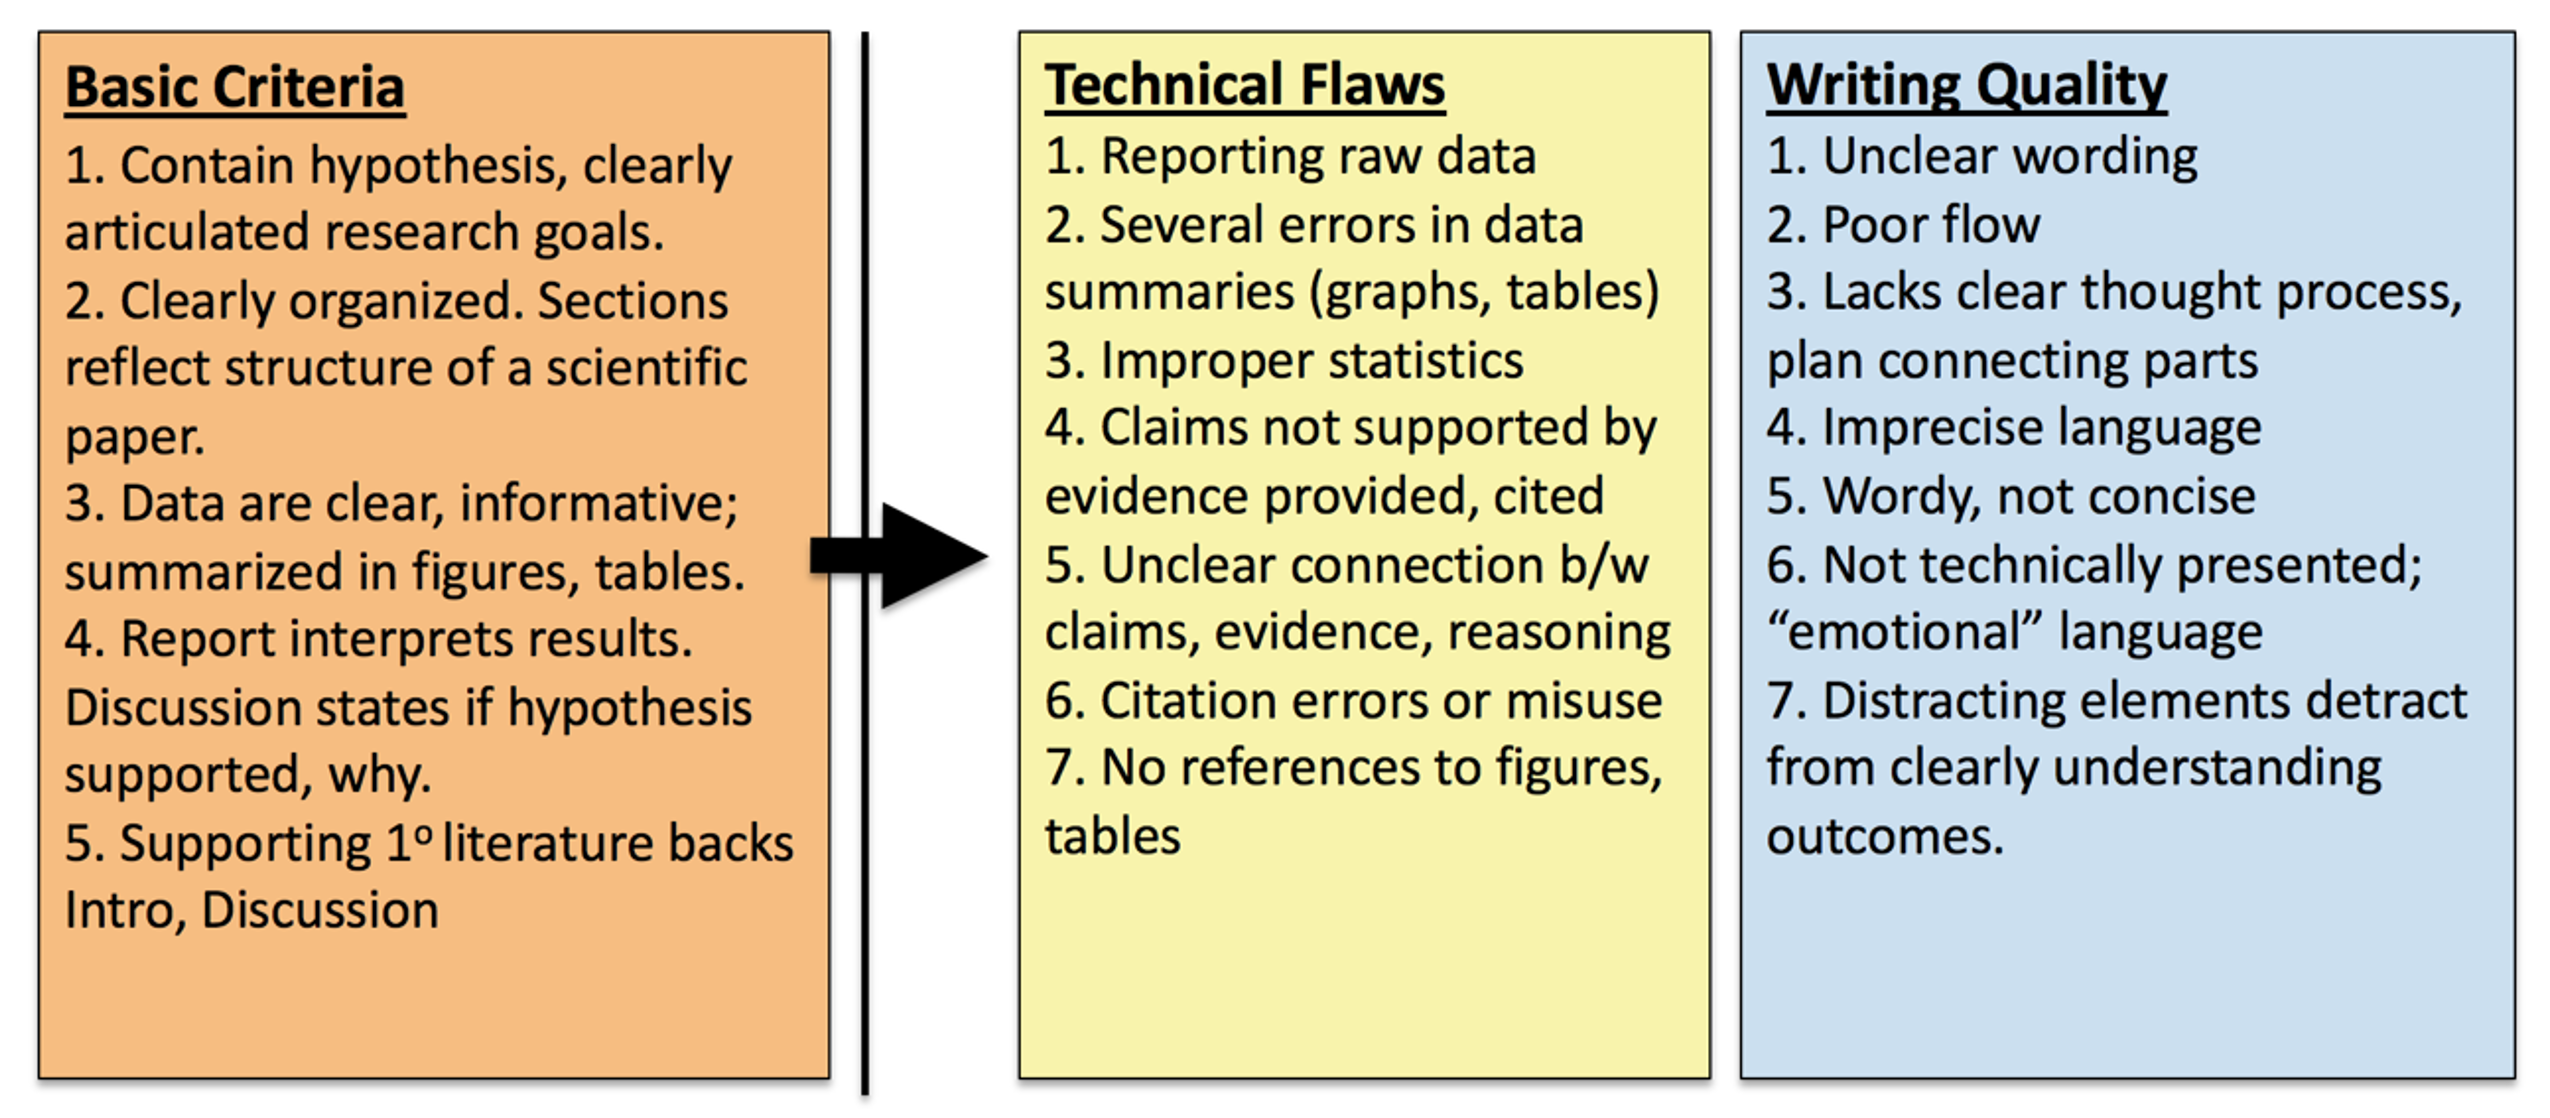 Basic Criteria
1. Contain hypothesis, clearly
articulated research goals.
2. Clearly organized. Sections
reflect structure of a scientific
paper.
3. Data are clear, informative;
summarized in figures, tables.
4. Report interprets results.
Discussion states if hypothesis
supported, why.
5. Supporting 1º literature backs
Intro, Discussion
Technical Flaws
1. Reporting raw data
2. Several errors in data
summaries (graphs, tables)
3. Improper statistics
4. Claims not supported by
evidence provided, cited
5. Unclear connection b/w
claims, evidence, reasoning
6. Citation errors or misuse
7. No references to figures,
tables
Writing Quality
1. Unclear wording
2. Poor flow
3. Lacks clear thought process,
plan connecting parts
4. Imprecise language
5. Wordy, not concise
6. Not technically presented;
“emotional” language
7. Distracting elements detract
from clearly understanding
outcomes.